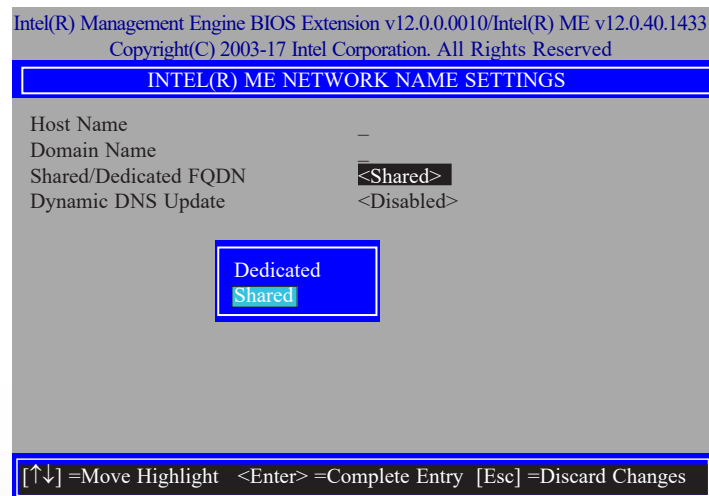 Intel(R) Management Engine BIOS Extension v12.0.0.0010/Intel(R) ME v12.0.40.1433
Copyright(C) 2003-17 Intel Corporation. All Rights Reserved
INTEL(R) ME NETWORK NAME SETTINGS
Host Name _
Domain Name _
Shared/Dedicated FQDN <Shared>
Dynamic DNS Update <Disabled>
Dedicated
Shared
[↑↓] =Move Highlight <Enter> =Complete Entry [Esc] =Discard Changes